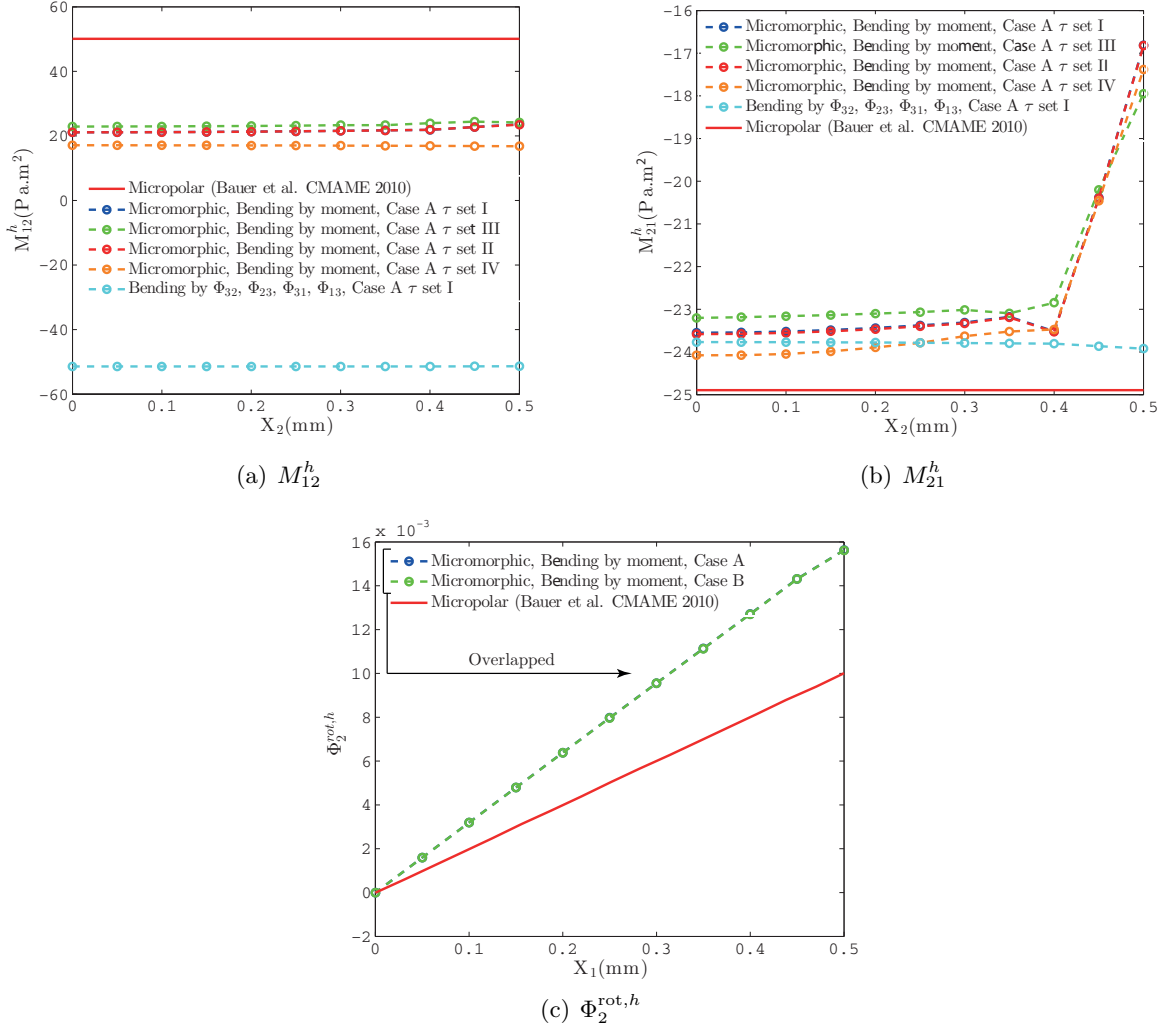 60
40
20
0
−20
−40
−60
M₁₂ʰ(Pa.m²)
Micropolar (Bauer et al. CMAME 2010)
Micromorphic, Bending by moment, Case A τ set I
Micromorphic, Bending by moment, Case A τ set III
Micromorphic, Bending by moment, Case A τ set II
Micromorphic, Bending by moment, Case A τ set IV
Bending by Φ₃₂, Φ₂₃, Φ₃₁, Φ₁₃, Case A τ set I
0 0.1 0.2 0.3 0.4 0.5
X₂(mm)
(a) M₁₂ʰ
−16
−17
−18
−19
−20
−21
−22
−23
−24
−25
M₂₁ʰ(Pa.m²)
Micromorphic, Bending by moment, Case A τ set I
Micromorphic, Bending by moment, Case A τ set III
Micromorphic, Bending by moment, Case A τ set II
Micromorphic, Bending by moment, Case A τ set IV
Bending by Φ₃₂, Φ₂₃, Φ₃₁, Φ₁₃, Case A τ set I
Micropolar (Bauer et al. CMAME 2010)
0 0.1 0.2 0.3 0.4 0.5
X₂(mm)
(b) M₂₁ʰ
x 10⁻³
16
14
12
10
8
6
4
2
0
−2
Φ₂^{rot,h}
Micromorphic, Bending by moment, Case A
Micromorphic, Bending by moment, Case B
Micropolar (Bauer et al. CMAME 2010)
Overlapped
0 0.1 0.2 0.3 0.4 0.5
X₁(mm)
(c) Φ₂^{rot,h}